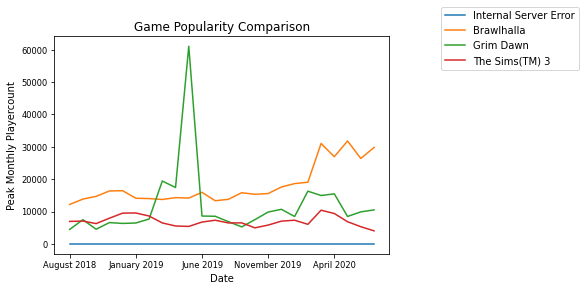 Game Popularity Comparison
Internal Server Error
Brawlhalla
Grim Dawn
The Sims(TM) 3
Peak Monthly Playercount
60000
50000
40000
30000
20000
10000
0
August 2018 January 2019 June 2019 November 2019 April 2020
Date